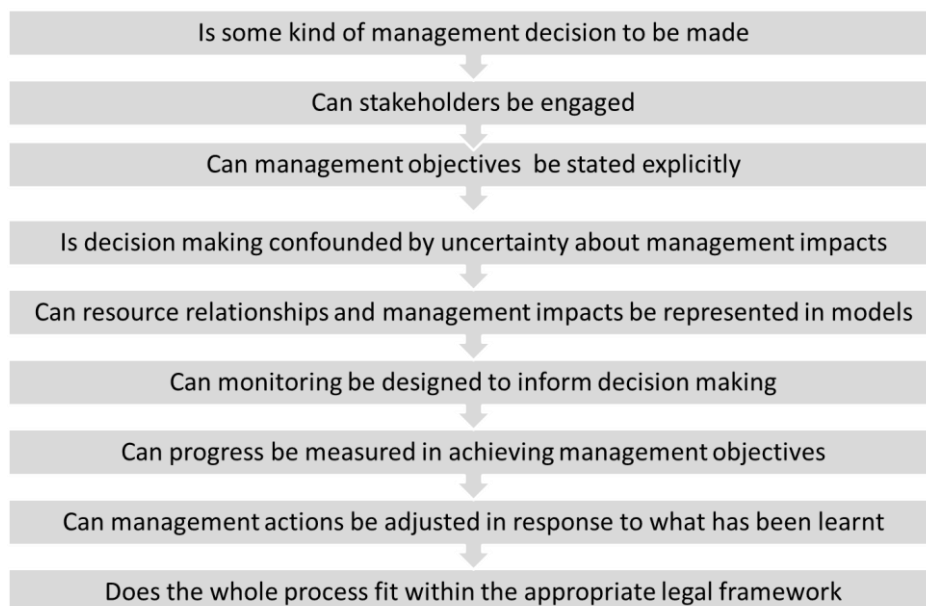 Is some kind of management decision to be made
Can stakeholders be engaged
Can management objectives be stated explicitly
Is decision making confounded by uncertainty about management impacts
Can resource relationships and management impacts be represented in models
Can monitoring be designed to inform decision making
Can progress be measured in achieving management objectives
Can management actions be adjusted in response to what has been learnt
Does the whole process fit within the appropriate legal framework